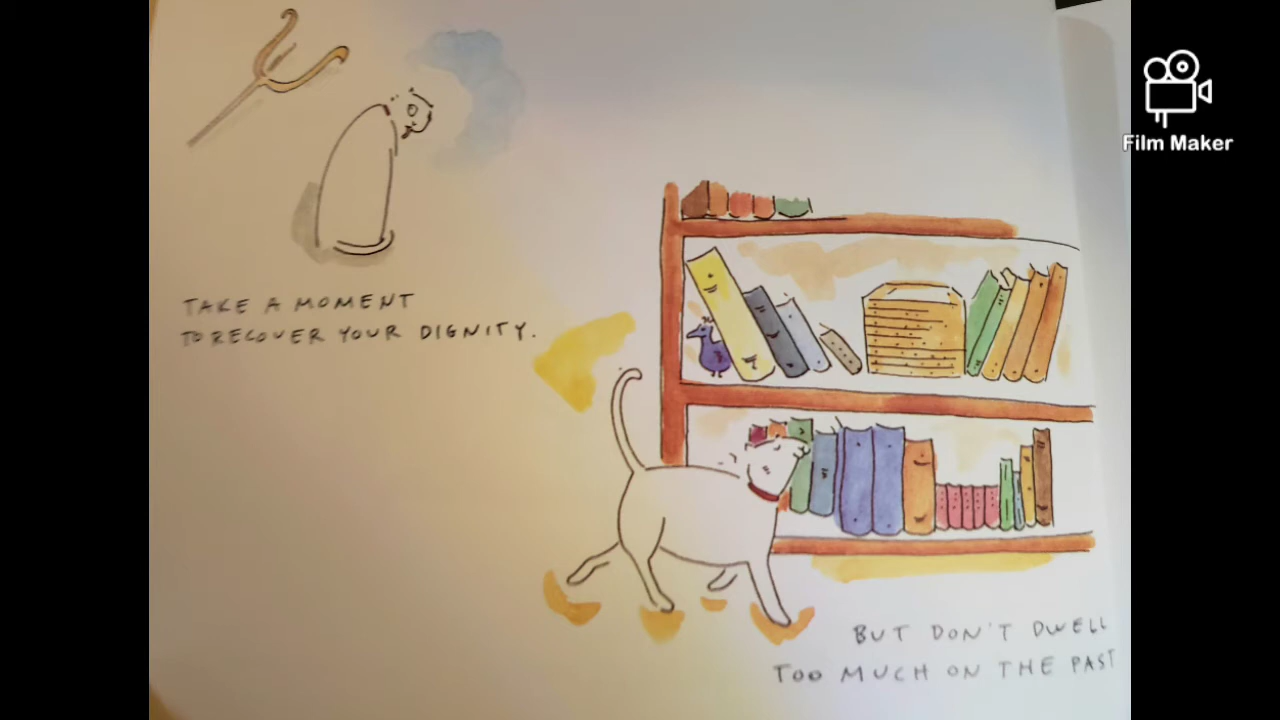 TAKE A MOMENT
TO RECOVER YOUR DIGNITY.
BUT DON'T DWELL
TOO MUCH ON THE PAST
Film Maker